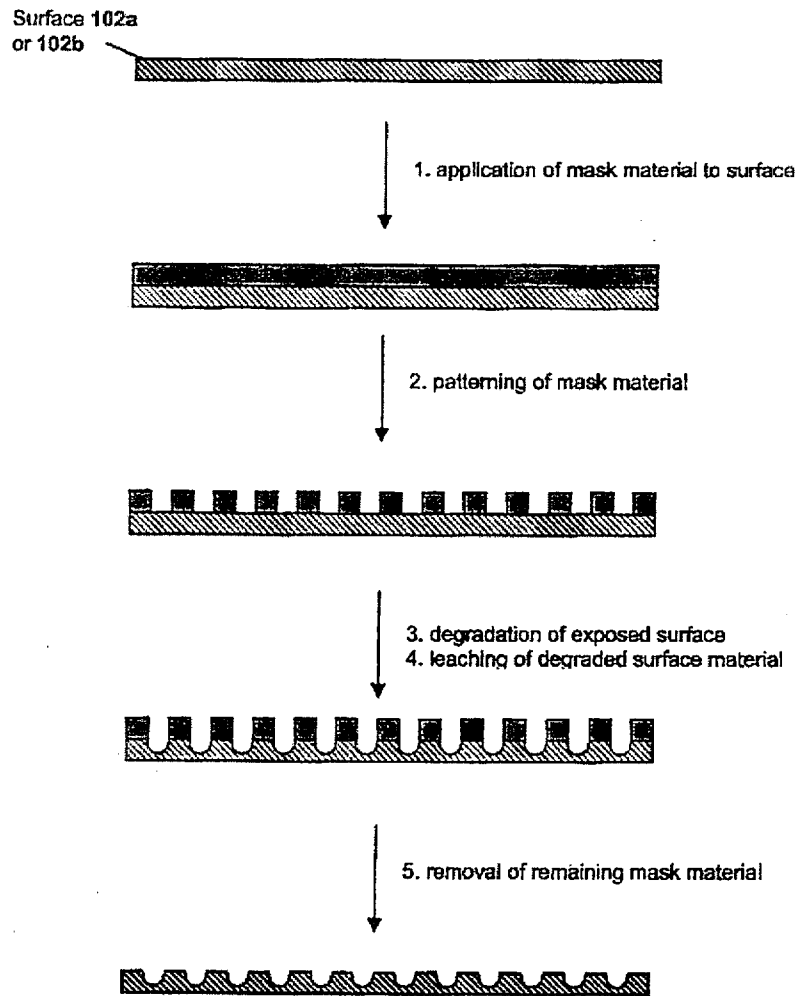 Surface 102a
or 102b
1. application of mask material to surface
2. patterning of mask material
3. degradation of exposed surface
4. leaching of degraded surface material
5. removal of remaining mask material